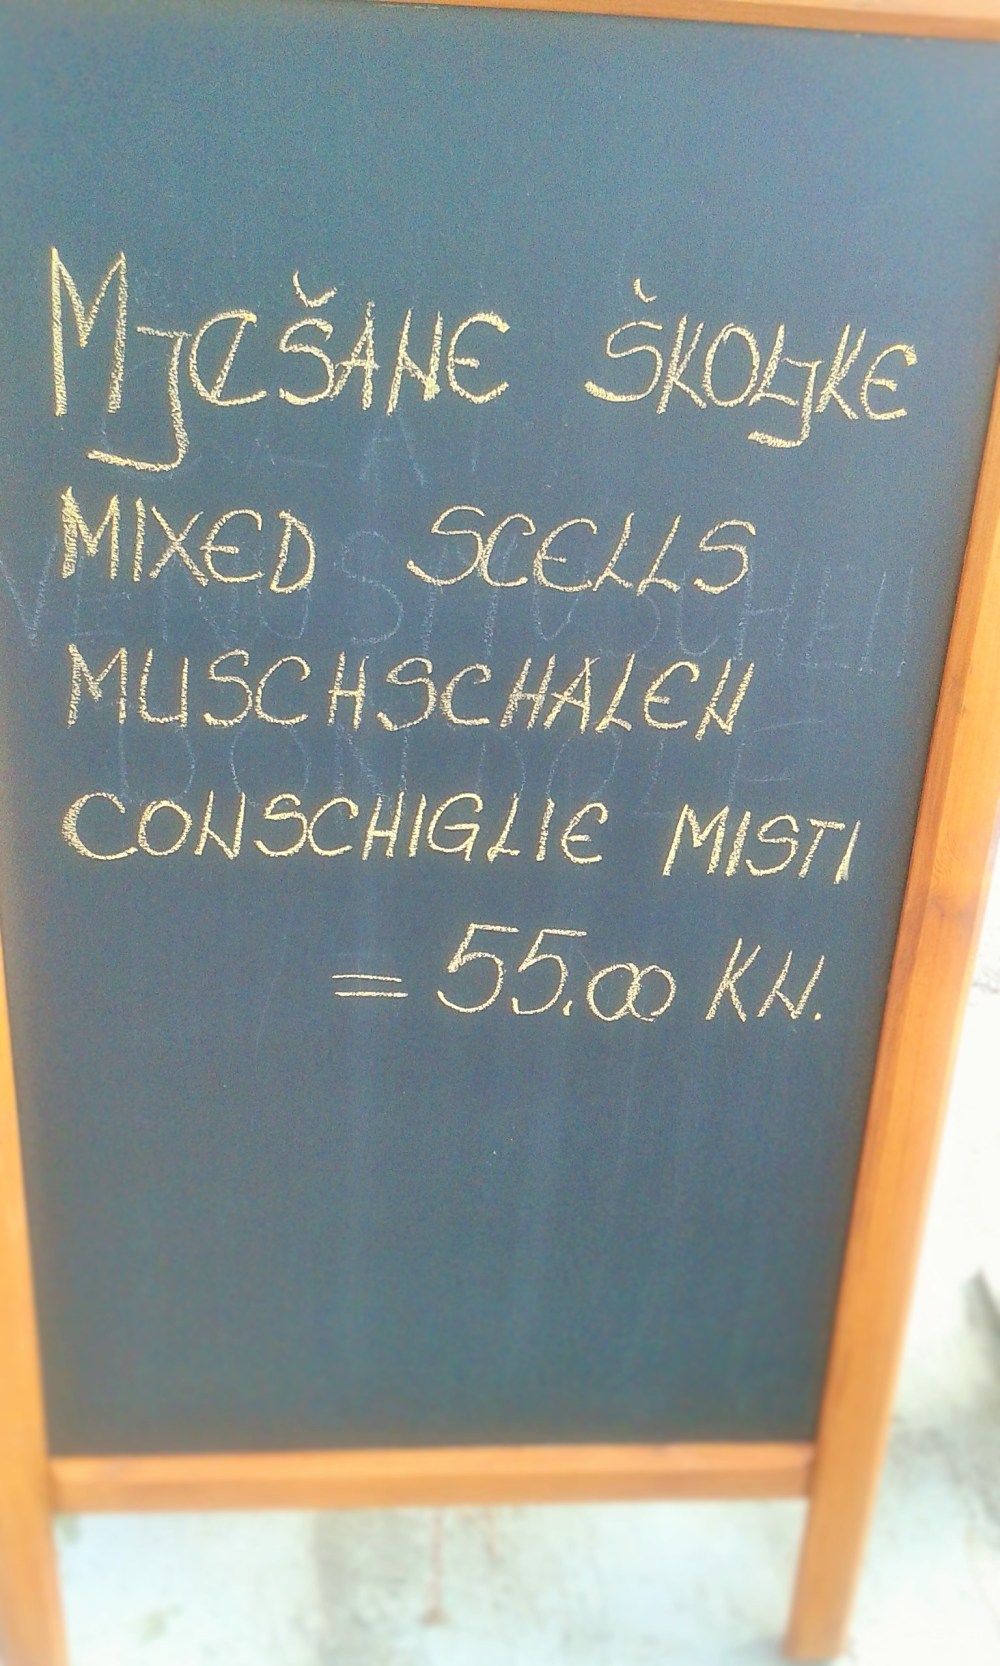 MJEŠANE ŠKOLJKE
MIXED SCELLS
MUSCHSCHALEN
CONSCHIGLIE MISTI
= 55.00 KN.